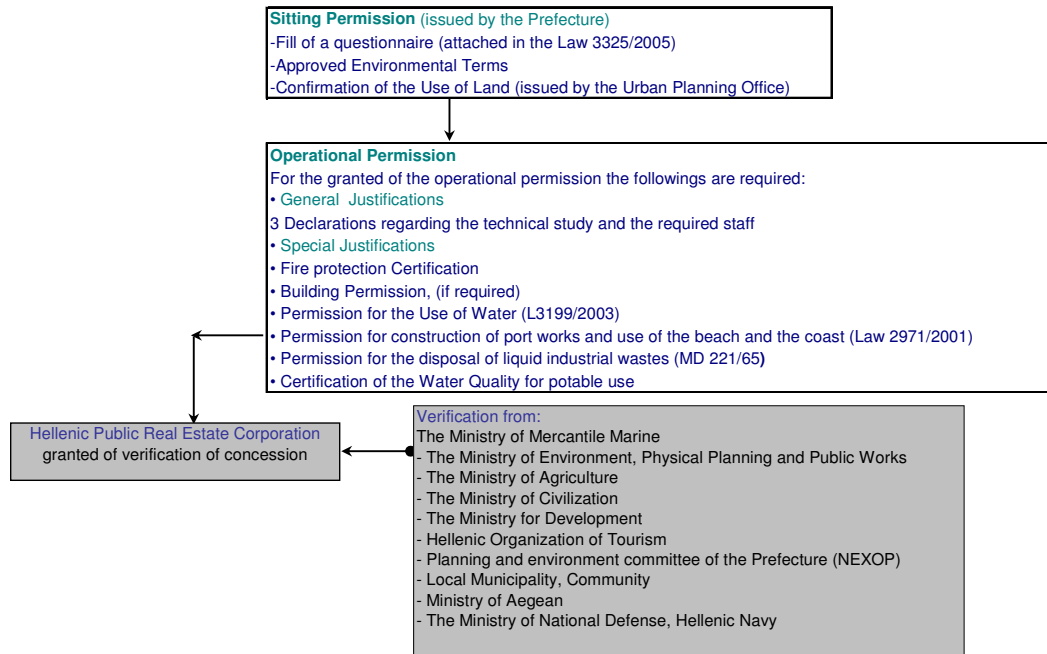 Sitting Permission (issued by the Prefecture)
-Fill of a questionnaire (attached in the Law 3325/2005)
-Approved Environmental Terms
-Confirmation of the Use of Land (issued by the Urban Planning Office)
Operational Permission
For the granted of the operational permission the followings are required:
• General Justifications
3 Declarations regarding the technical study and the required staff
• Special Justifications
• Fire protection Certification
• Building Permission, (if required)
• Permission for the Use of Water (L3199/2003)
• Permission for construction of port works and use of the beach and the coast (Law 2971/2001)
• Permission for the disposal of liquid industrial wastes (MD 221/65)
• Certification of the Water Quality for potable use
Hellenic Public Real Estate Corporation
granted of verification of concession
Verification from:
The Ministry of Mercantile Marine
- The Ministry of Environment, Physical Planning and Public Works
- The Ministry of Agriculture
- The Ministry of Civilization
- The Ministry for Development
- Hellenic Organization of Tourism
- Planning and environment committee of the Prefecture (NEXOP)
- Local Municipality, Community
- Ministry of Aegean
- The Ministry of National Defense, Hellenic Navy